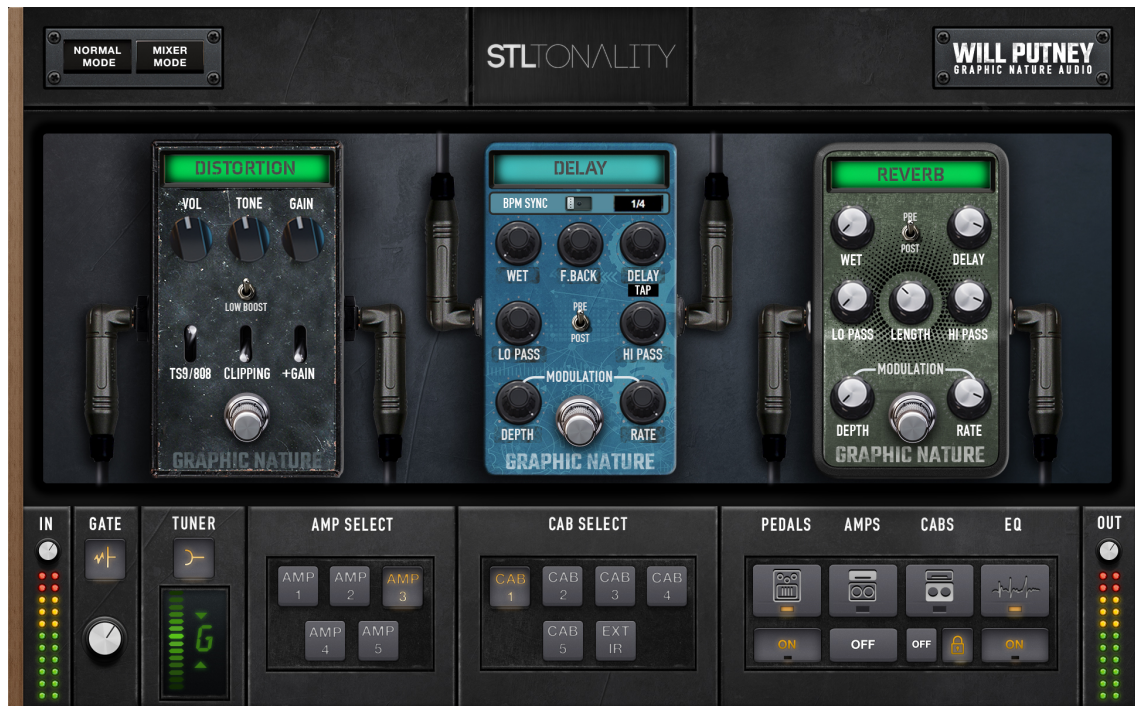 NORMAL
MODE
MIXER
MODE
STLTONALITY
WILL PUTNEY
GRAPHIC NATURE AUDIO
DISTORTION
VOL
TONE
GAIN
LOW BOOST
TS9/808
CLIPPING
+GAIN
GRAPHIC NATURE
DELAY
BPM SYNC
1/4
WET
F.BACK
DELAY
TAP
PRE
POST
LO PASS
HI PASS
MODULATION
DEPTH
RATE
GRAPHIC NATURE
REVERB
PRE
POST
WET
DELAY
LO PASS
LENGTH
HI PASS
MODULATION
DEPTH
RATE
GRAPHIC NATURE
IN
GATE
TUNER
G
AMP SELECT
AMP
1
AMP
2
AMP
3
AMP
4
AMP
5
CAB SELECT
CAB
1
CAB
2
CAB
3
CAB
4
CAB
5
EXT
IR
PEDALS
AMPS
CABS
EQ
ON
OFF
OFF
ON
OUT